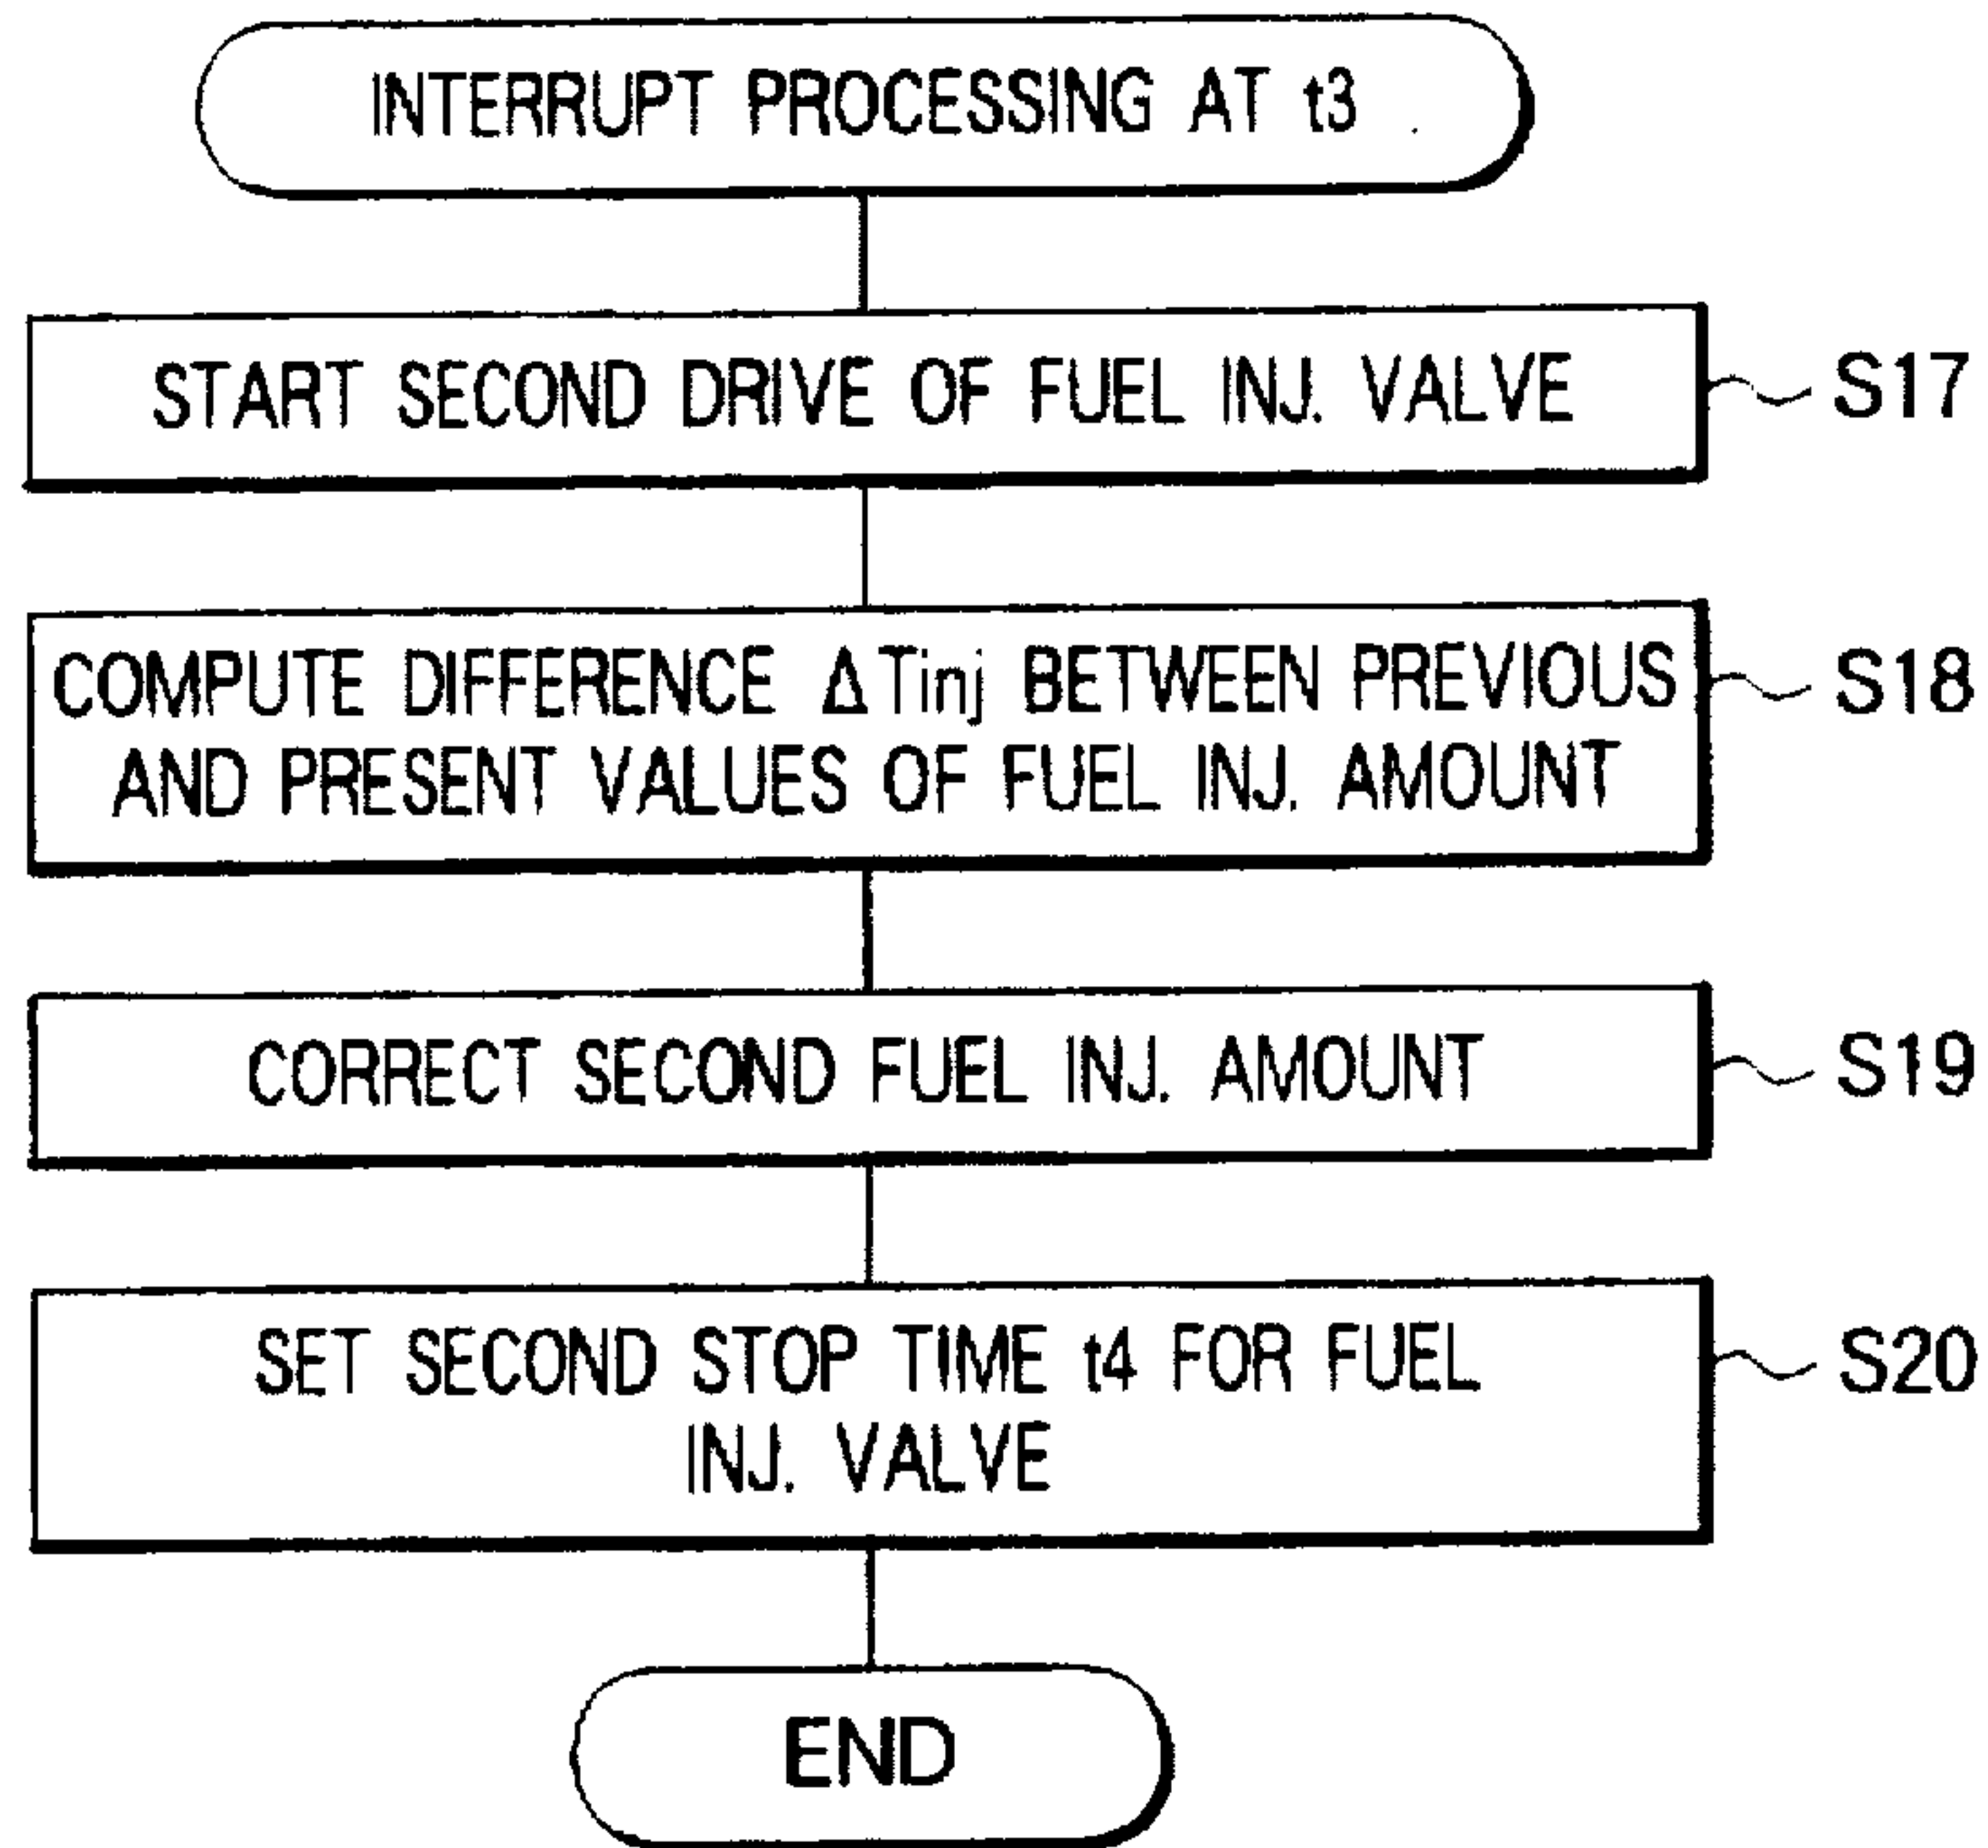 INTERRUPT PROCESSING AT t3
START SECOND DRIVE OF FUEL INJ. VALVE
S17
COMPUTE DIFFERENCE Δ Tinj BETWEEN PREVIOUS
AND PRESENT VALUES OF FUEL INJ. AMOUNT
S18
CORRECT SECOND FUEL INJ. AMOUNT
S19
SET SECOND STOP TIME t4 FOR FUEL
INJ. VALVE
S20
END